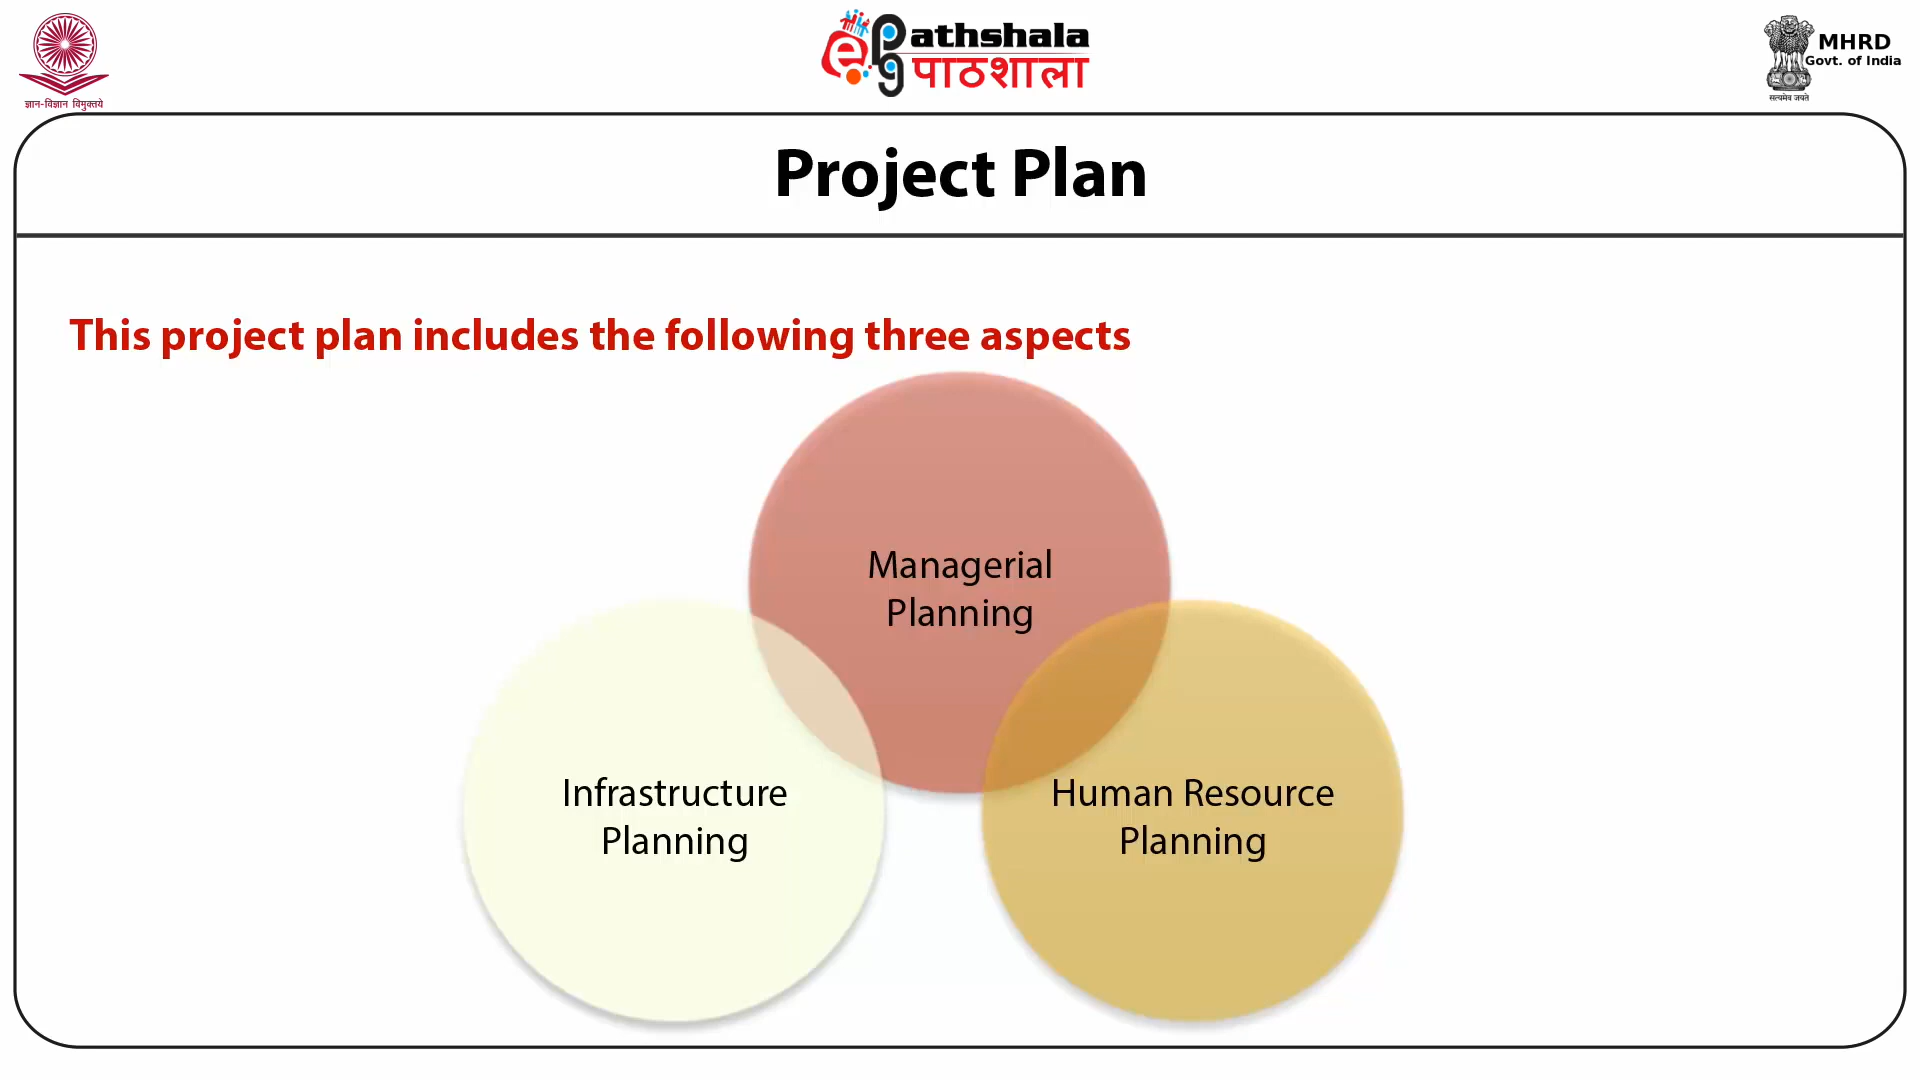 ज्ञान-विज्ञान विमुक्तये
ePGathshala
पाठशाला
MHRD
Govt. of India
सत्यमेव जयते
Project Plan
This project plan includes the following three aspects
Managerial
Planning
Infrastructure
Planning
Human Resource
Planning